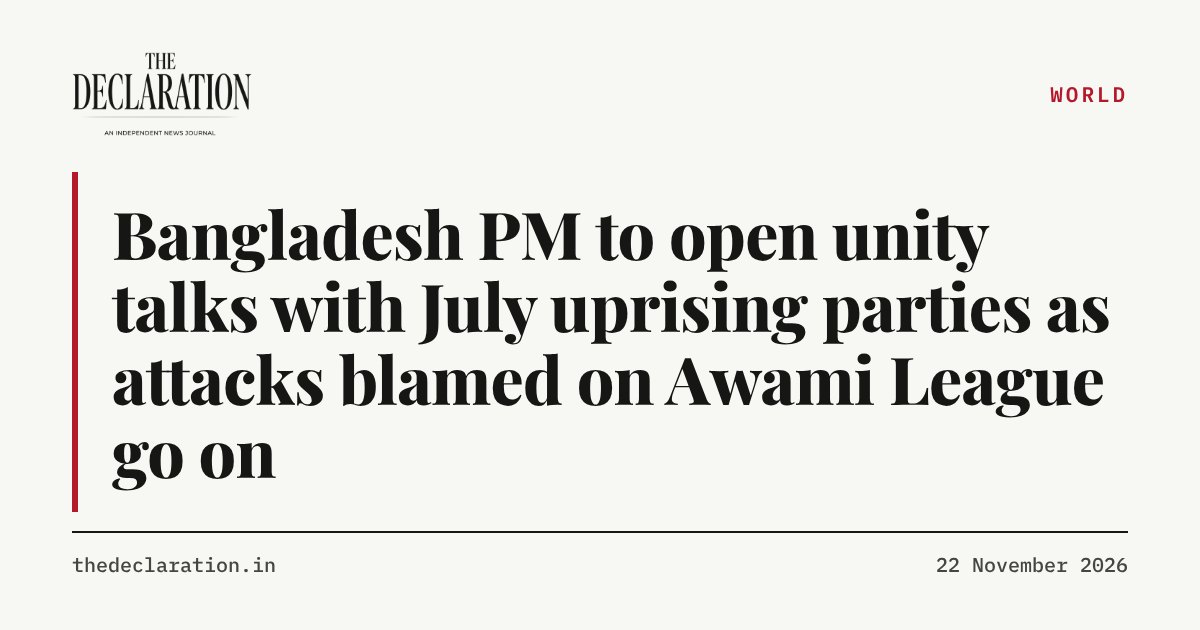 THE
DECLARATION
AN INDEPENDENT NEWS JOURNAL
WORLD
Bangladesh PM to open unity
talks with July uprising parties as
attacks blamed on Awami League
go on
thedeclaration.in
22 November 2026